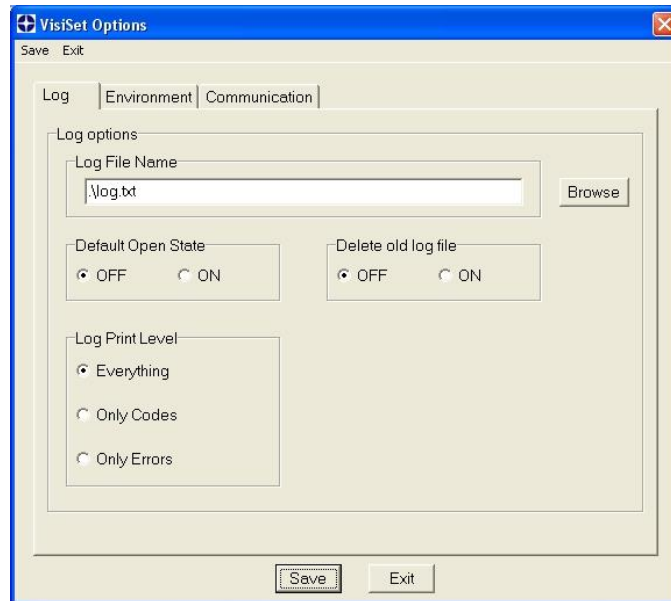 VisiSet Options
Save Exit
Log Environment Communication
Log options
Log File Name
.\log.txt Browse
Default Open State Delete old log file
OFF ON OFF ON
Log Print Level
Everything
Only Codes
Only Errors
Save Exit